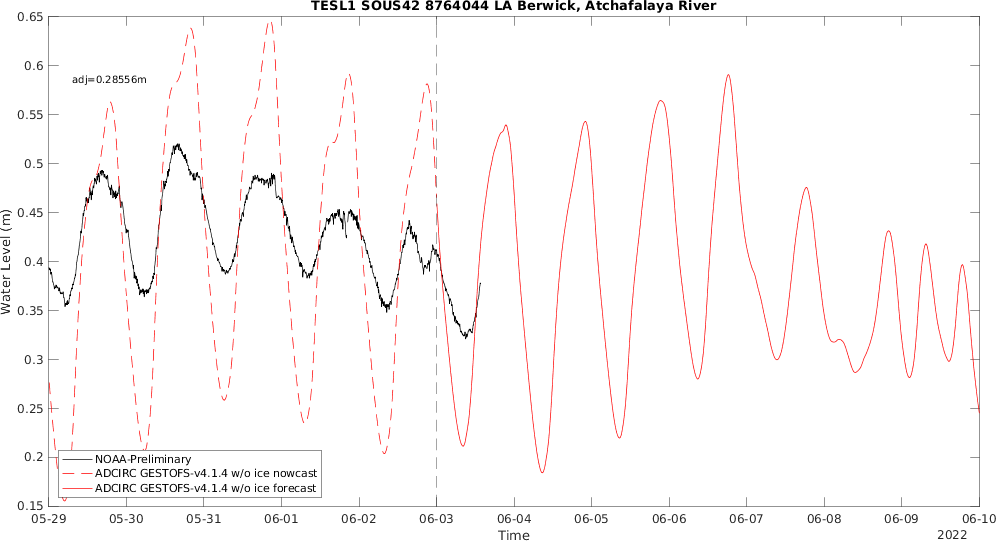 TESL1 SOUS42 8764044 LA Berwick, Atchafalaya River
0.65
0.6
adj=0.28556m
0.55
0.5
0.45
0.4
0.35
0.3
0.25
0.2
0.15
Water Level (m)
NOAA-Preliminary
ADCIRC GESTOFS-v4.1.4 w/o ice nowcast
ADCIRC GESTOFS-v4.1.4 w/o ice forecast
05-29 05-30 05-31 06-01 06-02 06-03 06-04 06-05 06-06 06-07 06-08 06-09 06-10
Time
2022